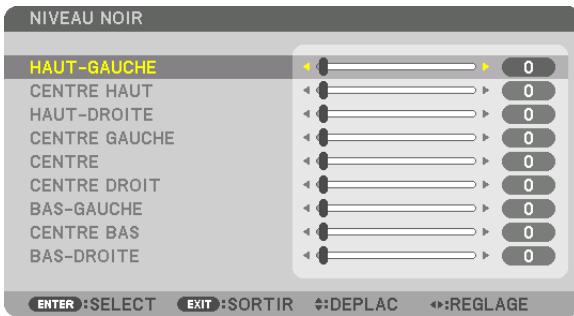 NIVEAU NOIR
HAUT-GAUCHE 0
CENTRE HAUT 0
HAUT-DROITE 0
CENTRE GAUCHE 0
CENTRE 0
CENTRE DROIT 0
BAS-GAUCHE 0
CENTRE BAS 0
BAS-DROITE 0
ENTER :SELECT EXIT :SORTIR :DEPLAC :REGLAGE